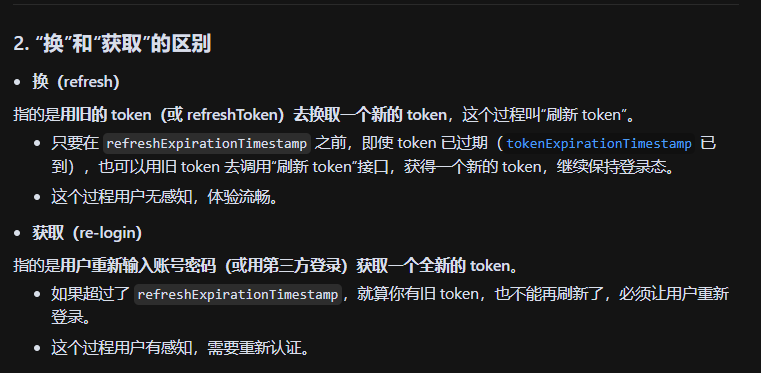 2. “换”和“获取”的区别
• 换（refresh）
指的是用旧的 token（或 refreshToken）去换取一个新的 token，这个过程叫“刷新 token”。
• 只要在 refreshExpirationTimestamp 之前，即使 token 已过期（tokenExpirationTimestamp 已
到），也可以用旧 token 去调用“刷新 token”接口，获得一个新的 token，继续保持登录态。
• 这个过程用户无感知，体验流畅。
• 获取（re-login）
指的是用户重新输入账号密码（或用第三方登录）获取一个全新的 token。
• 如果超过了 refreshExpirationTimestamp，就算你有旧 token，也不能再刷新了，必须让用户重新
登录。
• 这个过程用户有感知，需要重新认证。